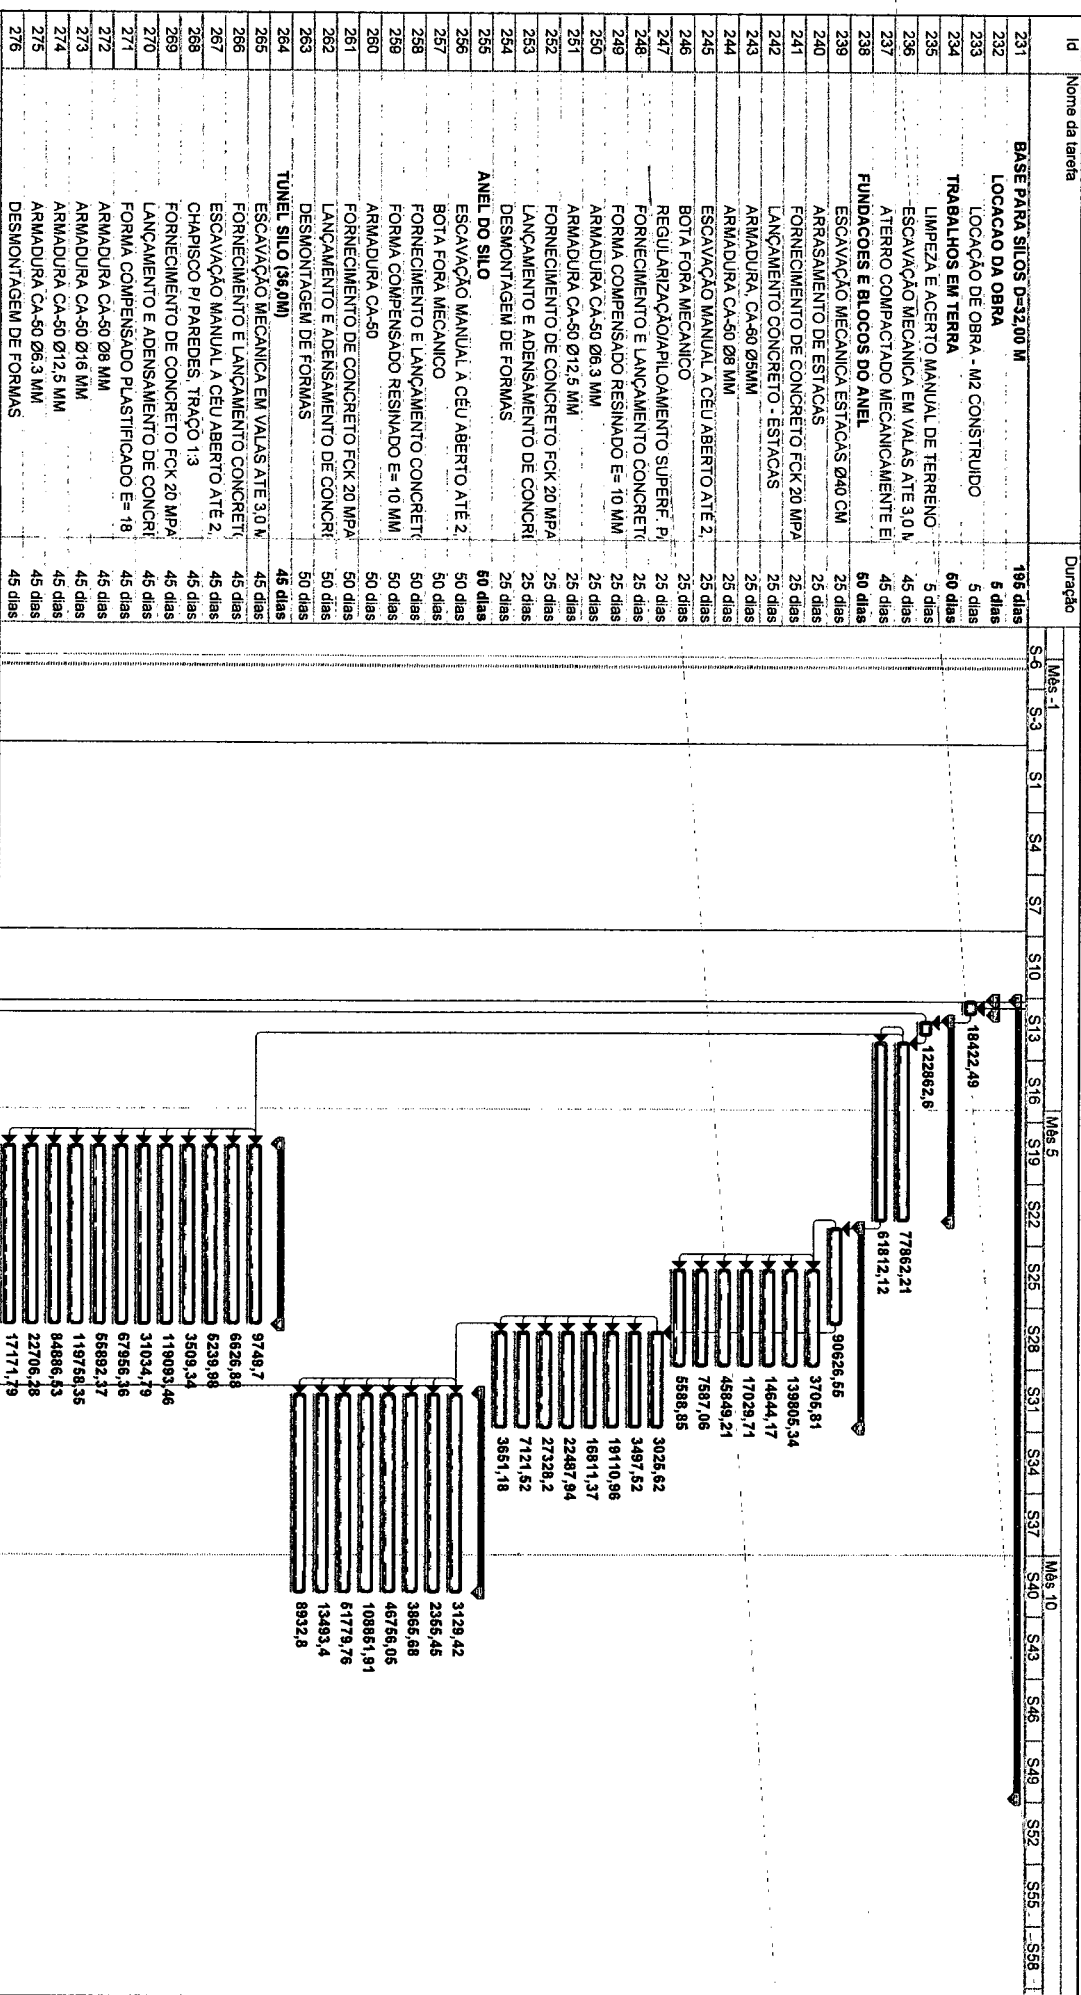 Id Nome da tarefa Duração
Mês -1 Mês 5 Mês 10
S-6 S-3 S1 S4 S7 S10 S13 S16 S19 S22 S25 S28 S31 S34 S37 S40 S43 S46 S49 S52 S55 S58
231 BASE PARA SILOS D=32,00 M 195 dias
232 LOCACAO DA OBRA 5 dias
233 LOCAÇÃO DE OBRA - M2 CONSTRUIDO 5 dias 18422,49
234 TRABALHOS EM TERRA 50 dias
235 LIMPEZA E ACERTO MANUAL DE TERRENO 5 dias 122862,6
236 ESCAVAÇÃO MECANICA EM VALAS ATE 3,0 M 45 dias 77862,21
237 ATERRO COMPACTADO MECANICAMENTE E 45 dias 61812,12
238 FUNDACOES E BLOCOS DO ANEL 50 dias
239 ESCAVAÇÃO MECÂNICA ESTACAS Ø40 CM 25 dias 90626,55
240 ARRASAMENTO DE ESTACAS 25 dias 3705,81
241 FORNECIMENTO DE CONCRETO FCK 20 MPA 25 dias 139805,34
242 LANÇAMENTO CONCRETO - ESTACAS 25 dias 14644,17
243 ARMADURA, CA-60 Ø5MM 25 dias 17029,71
244 ARMADURA CA-50 Ø8 MM 25 dias 45849,21
245 ESCAVAÇÃO MANUAL A CÉU ABERTO ATÉ 2, 25 dias 7587,06
246 BOTA FORA MECANICO 25 dias 5588,85
247 REGULARIZAÇÃO/APILOAMENTO SUPERF. P/ 25 dias 3025,62
248 FORNECIMENTO E LANÇAMENTO CONCRET 25 dias 3497,52
249 FORMA COMPENSADO RESINADO E= 10 MM 25 dias 19110,96
250 ARMADURA CA-50 Ø6.3 MM 25 dias 16811,37
251 ARMADURA CA-50 Ø12,5 MM 25 dias 22487,94
252 FORNECIMENTO DE CONCRETO FCK 20 MPA 25 dias 27328,2
253 LANÇAMENTO E ADENSAMENTO DE CONCRE 25 dias 7121,52
254 DESMONTAGEM DE FORMAS 25 dias 3651,18
255 ANEL DO SILO 50 dias
256 ESCAVAÇÃO MANUAL A CÉU ABERTO ATÉ 2, 50 dias 3129,42
257 BOTA FORA MECANICO 50 dias 2355,45
258 FORNECIMENTO E LANÇAMENTO CONCRET 50 dias 3865,68
259 FORMA COMPENSADO RESINADO E= 10 MM 50 dias 46756,05
260 ARMADURA CA-50 50 dias 108851,91
261 FORNECIMENTO DE CONCRETO FCK 20 MPA 50 dias 51779,76
262 LANÇAMENTO E ADENSAMENTO DE CONCRE 50 dias 13493,4
263 DESMONTAGEM DE FORMAS 50 dias 8932,8
264 TUNEL SILO (36,0M) 45 dias
265 ESCAVAÇÃO MECANICA EM VALAS ATE 3,0 M 45 dias 9749,7
266 FORNECIMENTO E LANÇAMENTO CONCRET 45 dias 6626,88
267 ESCAVAÇÃO MANUAL A CÉU ABERTO ATÉ 2, 45 dias 5239,98
268 CHAPISCO P/ PAREDES, TRAÇO 1:3 45 dias 3509,34
269 FORNECIMENTO DE CONCRETO FCK 20 MPA 45 dias 119093,46
270 LANÇAMENTO E ADENSAMENTO DE CONCRE 45 dias 31034,79
271 FORMA COMPENSADO PLASTIFICADO E= 18 45 dias 67956,36
272 ARMADURA CA-50 Ø8 MM 45 dias 55892,37
273 ARMADURA CA-50 Ø16 MM 45 dias 119758,35
274 ARMADURA CA-50 Ø12,5 MM 45 dias 84886,53
275 ARMADURA CA-50 Ø6.3 MM 45 dias 22706,28
276 DESMONTAGEM DE FORMAS 45 dias 17171,79